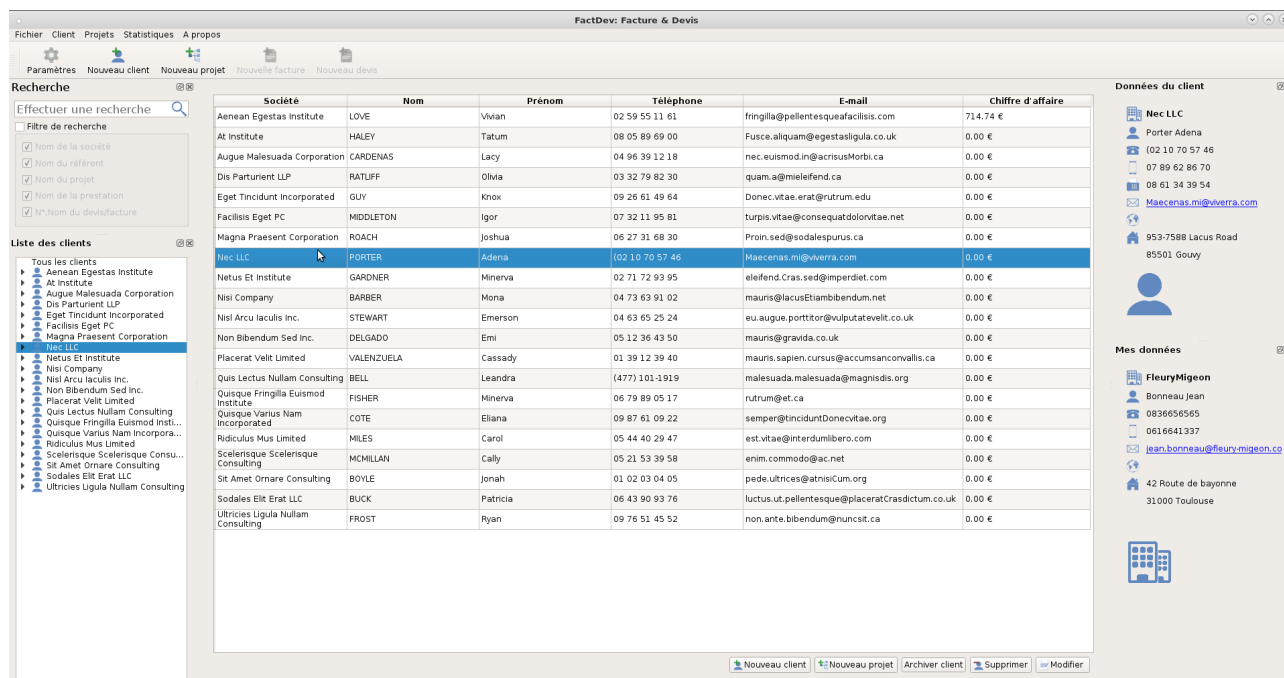 FactDev: Facture & Devis
Fichier Client Projets Statistiques A propos
Paramètres Nouveau client Nouveau projet Nouvelle facture Nouveau devis
Recherche
Effectuer une recherche
Filtre de recherche
Nom de la société
Nom du référent
Nom du projet
Nom de la prestation
N°,Nom du devis/facture
Liste des clients
Tous les clients
Aenean Egestas Institute
At Institute
Augue Malesuada Corporation
Dis Parturient LLP
Eget Tincidunt Incorporated
Facilisis Eget PC
Magna Praesent Corporation
Nec LLC
Netus Et Institute
Nisi Company
Nisl Arcu Iaculis Inc.
Non Bibendum Sed Inc.
Placerat Velit Limited
Quis Lectus Nullam Consulting
Quisque Fringilla Euismod Insti...
Quisque Varius Nam Incorpora...
Ridiculus Mus Limited
Scelerisque Scelerisque Consu...
Sit Amet Ornare Consulting
Sodales Elit Erat LLC
Ultricies Ligula Nullam Consulting
Société Nom Prénom Téléphone E-mail Chiffre d'affaire
Aenean Egestas Institute LOVE Vivian 02 59 55 11 61 fringilla@pellentesqueafacilisis.com 714.74 €
At Institute HALEY Tatum 08 05 89 69 00 Fusce.aliquam@egestasligula.co.uk 0.00 €
Augue Malesuada Corporation CARDENAS Lacy 04 96 39 12 18 nec.euismod.in@acrisusMorbi.ca 0.00 €
Dis Parturient LLP RATLIFF Olivia 03 32 79 82 30 quam.a@mieleifend.ca 0.00 €
Eget Tincidunt Incorporated GUY Knox 09 26 61 49 64 Donec.vitae.erat@rutrum.edu 0.00 €
Facilisis Eget PC MIDDLETON Igor 07 32 11 95 81 turpis.vitae@consequatdolorvitae.net 0.00 €
Magna Praesent Corporation ROACH Joshua 06 27 31 68 30 Proin.sed@sodalespurus.ca 0.00 €
Nec LLC PORTER Adena (02 10 70 57 46 Maecenas.mi@viverra.com 0.00 €
Netus Et Institute GARDNER Minerva 02 71 72 93 95 eleifend.Cras.sed@imperdiet.com 0.00 €
Nisi Company BARBER Mona 04 73 63 91 02 mauris@lacusEtiambibendum.net 0.00 €
Nisl Arcu Iaculis Inc. STEWART Emerson 04 63 65 25 24 eu.augue.porttitor@vulputatevelit.co.uk 0.00 €
Non Bibendum Sed Inc. DELGADO Emi 05 12 36 43 50 mauris@gravida.co.uk 0.00 €
Placerat Velit Limited VALENZUELA Cassady 01 39 12 39 40 mauris.sapien.cursus@accumsanconvallis.ca 0.00 €
Quis Lectus Nullam Consulting BELL Leandra (477) 101-1919 malesuada.malesuada@magnisdis.org 0.00 €
Quisque Fringilla Euismod
Institute FISHER Minerva 06 79 89 05 17 rutrum@et.ca 0.00 €
Quisque Varius Nam
Incorporated COTE Eliana 09 87 61 09 22 semper@tinciduntDonecvitae.org 0.00 €
Ridiculus Mus Limited MILES Carol 05 44 40 29 47 est.vitae@interdumlibero.com 0.00 €
Scelerisque Scelerisque
Consulting MCMILLAN Cally 05 21 53 39 58 enim.commodo@ac.net 0.00 €
Sit Amet Ornare Consulting BOYLE Jonah 01 02 03 04 05 pede.ultrices@atnisiCum.org 0.00 €
Sodales Elit Erat LLC BUCK Patricia 06 43 90 93 76 luctus.ut.pellentesque@placeratCrasdictum.co.uk 0.00 €
Ultricies Ligula Nullam
Consulting FROST Ryan 09 76 51 45 52 non.ante.bibendum@nuncsit.ca 0.00 €
Nouveau client Nouveau projet Archiver client Supprimer Modifier
Données du client
Nec LLC
Porter Adena
(02 10 70 57 46
07 89 62 86 70
08 61 34 39 54
Maecenas.mi@viverra.com
953-7588 Lacus Road
85501 Gouvy
Mes données
FleuryMigeon
Bonneau Jean
0836656565
0616641337
jean.bonneau@fleury-migeon.co
42 Route de bayonne
31000 Toulouse